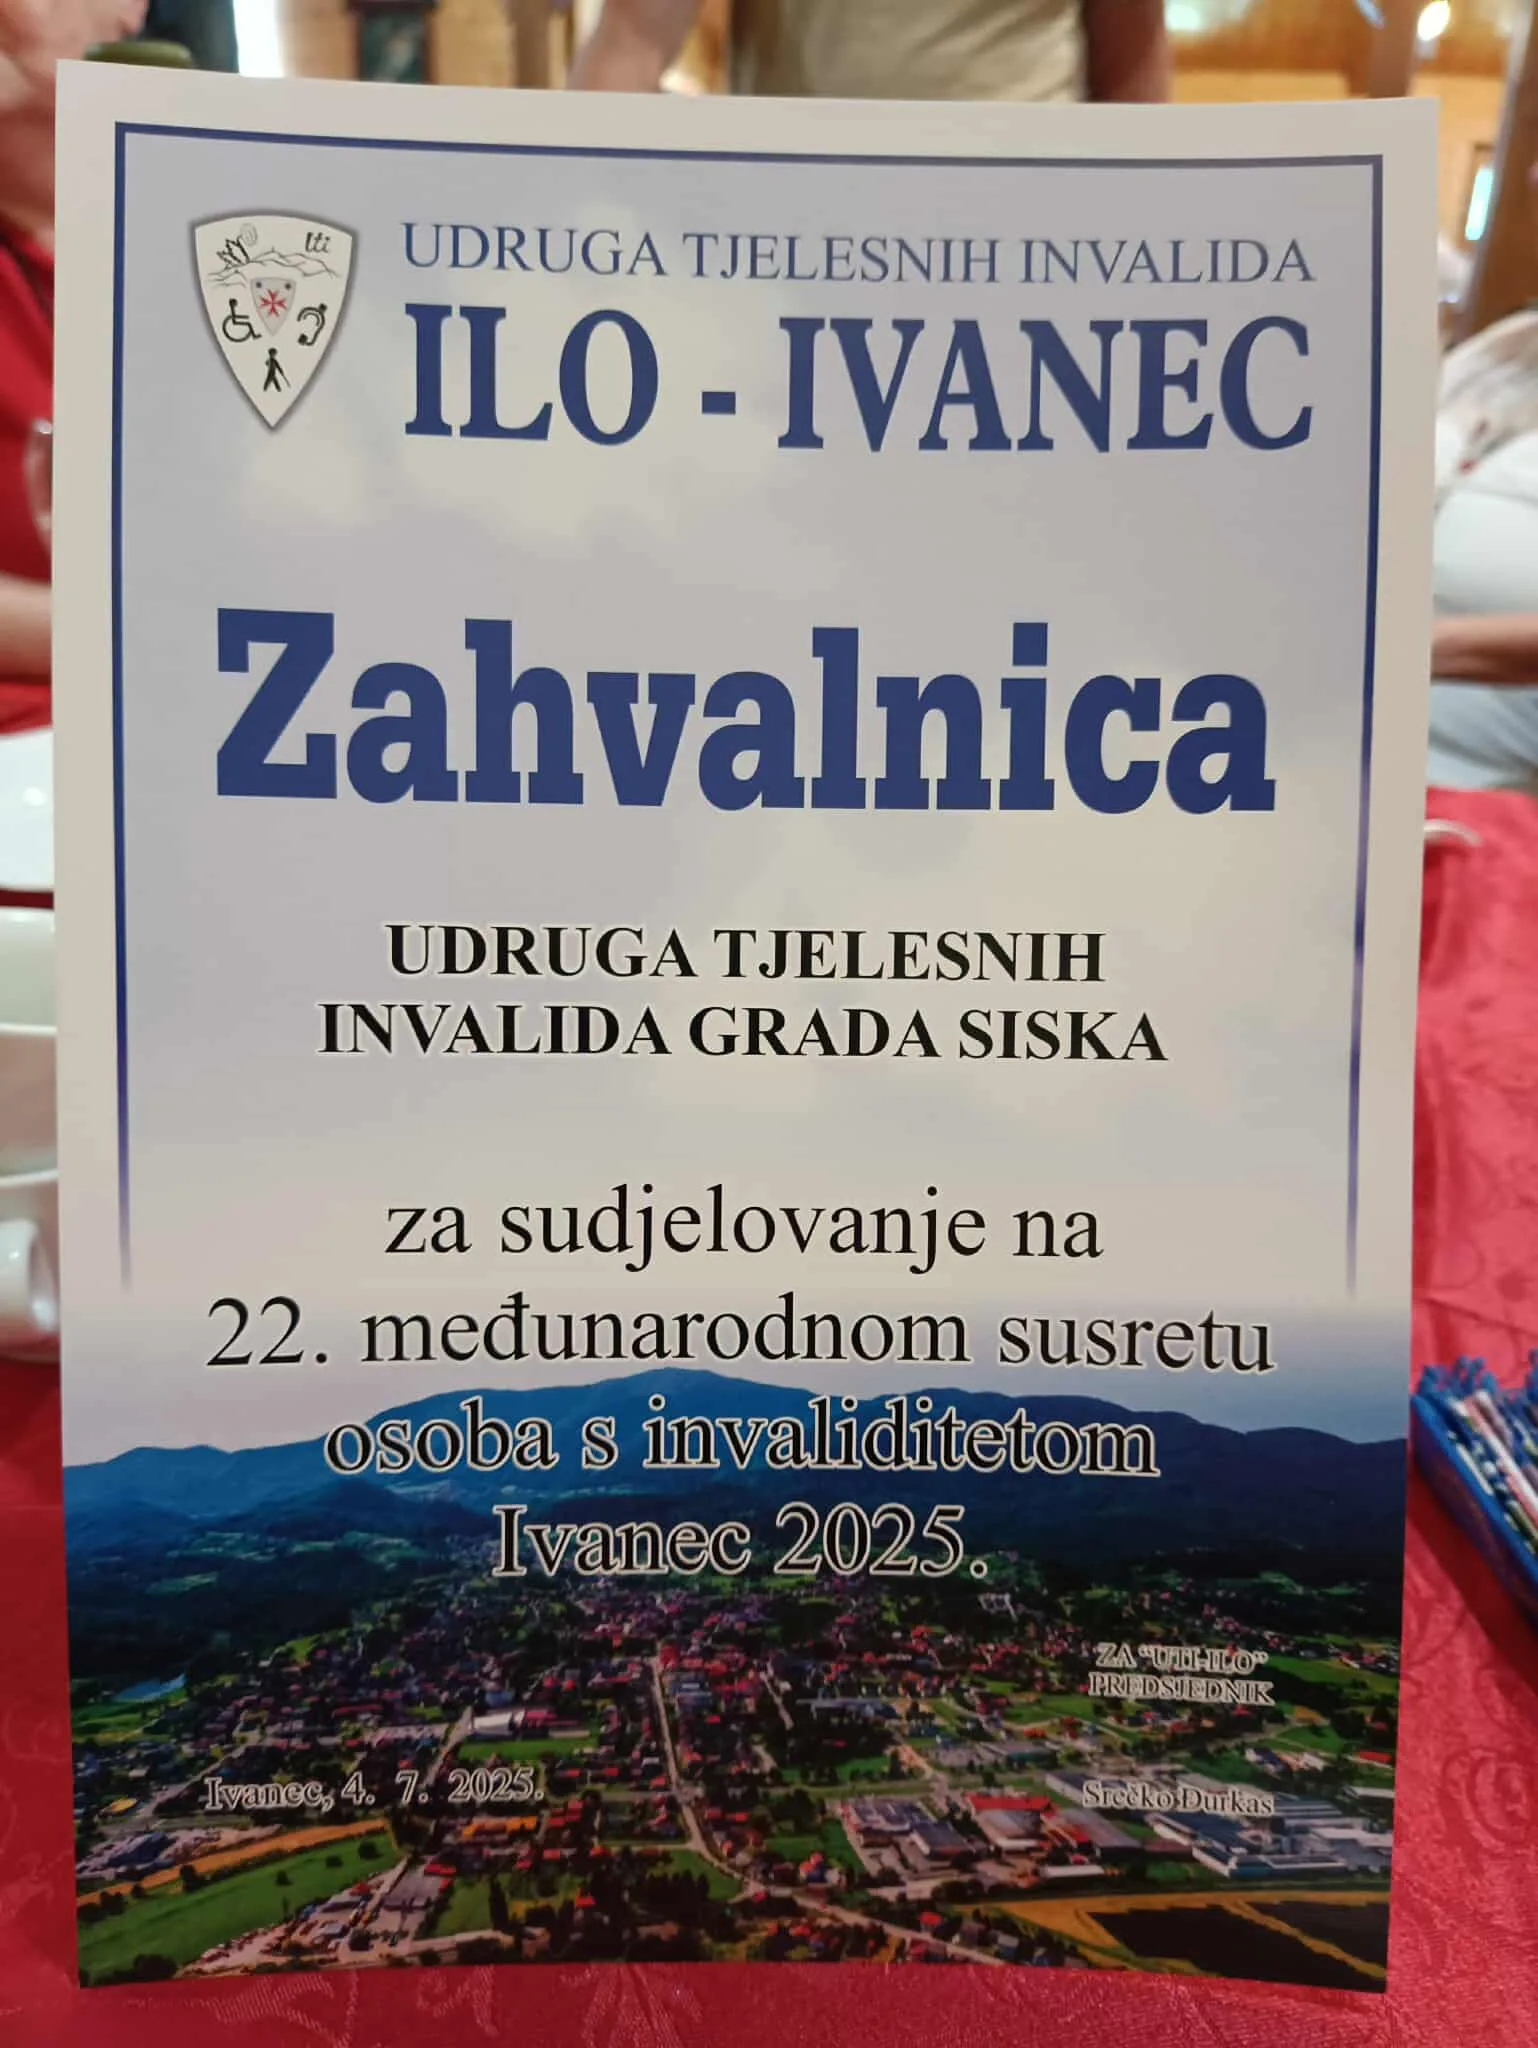 lti
UDRUGA TJELESNIH INVALIDA
ILO - IVANEC
Zahvalnica
UDRUGA TJELESNIH
INVALIDA GRADA SISKA
za sudjelovanje na
22. međunarodnom susretu
osoba s invaliditetom
Ivanec 2025.
ZA “UTI-ILO”
PREDSJEDNIK
Ivanec, 4. 7. 2025.
Srećko Đurkas